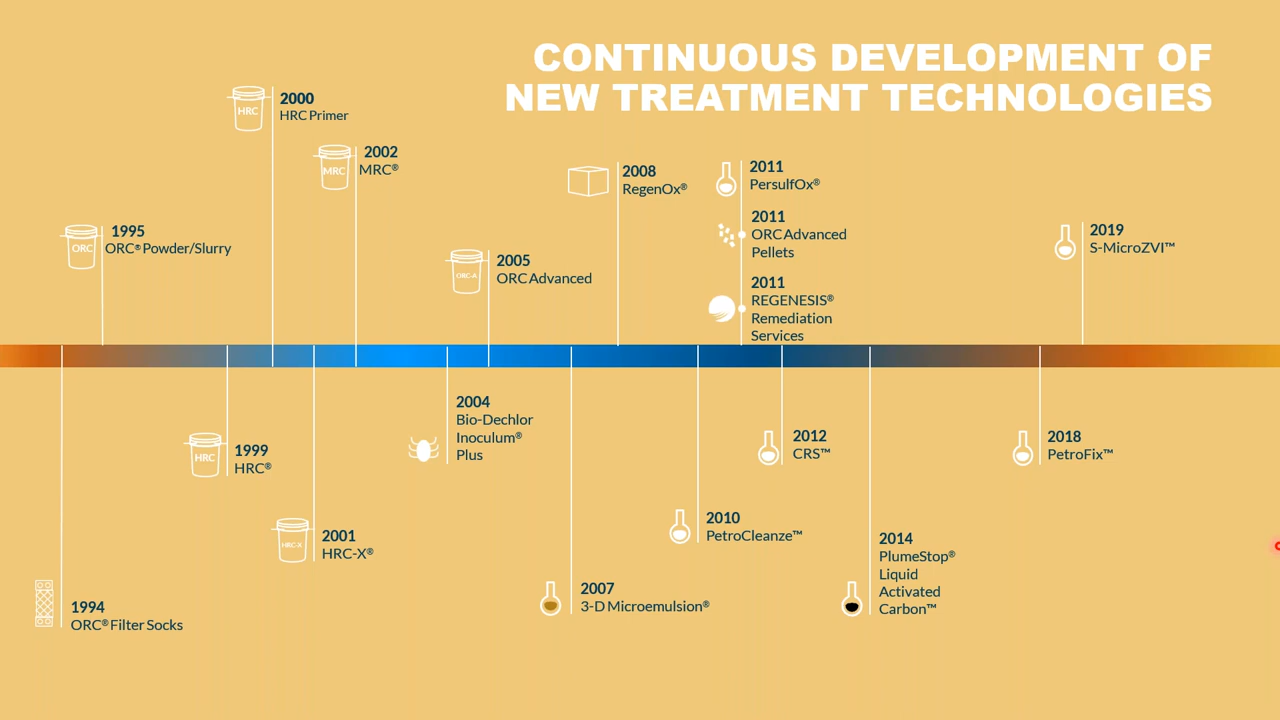 CONTINUOUS DEVELOPMENT OF
NEW TREATMENT TECHNOLOGIES
HRC
2000
HRC Primer
MRC
2002
MRC®
ORC
1995
ORC® Powder/Slurry
ORC-A
2005
ORC Advanced
2008
RegenOx®
2011
PersulfOx®
2011
ORC Advanced
Pellets
2011
REGENESIS®
Remediation
Services
2019
S-MicroZVI™
1994
ORC® Filter Socks
HRC
1999
HRC®
HRC-X
2001
HRC-X®
2004
Bio-Dechlor
Inoculum®
Plus
2007
3-D Microemulsion®
2010
PetroCleanze™
2012
CRS™
2014
PlumeStop®
Liquid
Activated
Carbon™
2018
PetroFix™